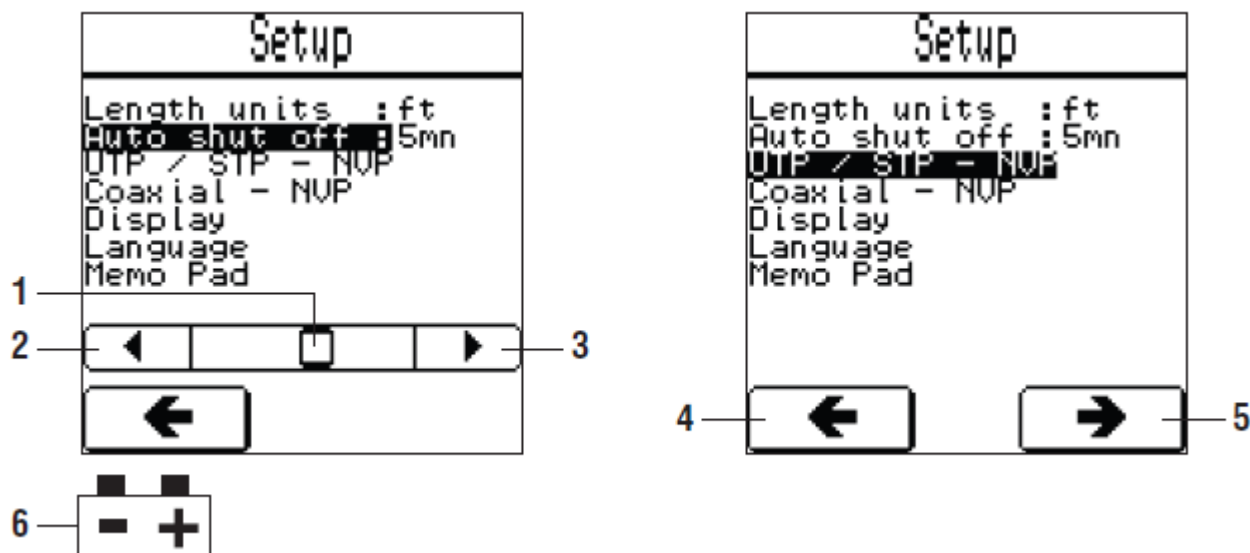 Setup
Length units :ft
Auto shut off :5mn
UTP / STP - NVP
Coaxial - NVP
Display
Language
Memo Pad
1
2
3
Setup
Length units :ft
Auto shut off :5mn
UTP / STP - NVP
Coaxial - NVP
Display
Language
Memo Pad
4
5
6
- +